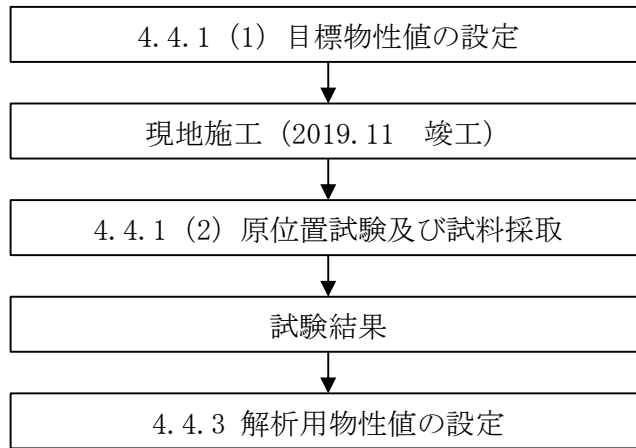 4.4.1 (1) 目標物性値の設定
現地施工 (2019.11　竣工)
4.4.1 (2) 原位置試験及び試料採取
試験結果
4.4.3 解析用物性値の設定